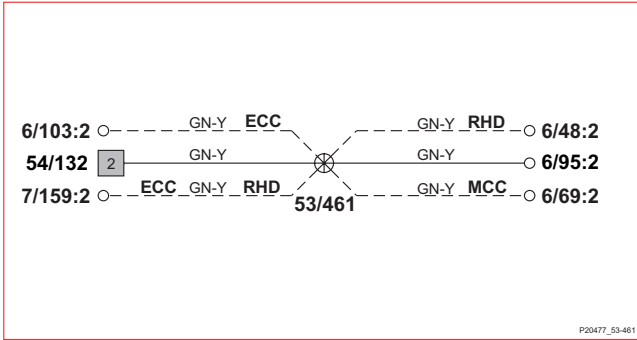 6/103:2 GN-Y ECC GN-Y RHD 6/48:2
54/132 2 GN-Y GN-Y 6/95:2
7/159:2 ECC GN-Y RHD GN-Y MCC 6/69:2
53/461
P20477_53-461